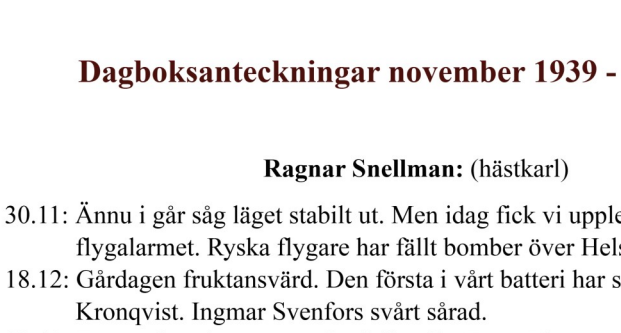 Dagboksanteckningar november 1939 -
Ragnar Snellman: (hästkarl)
30.11: Ännu i går såg läget stabilt ut. Men idag fick vi
flygalarmet. Ryska flygare har fällt bomber över
18.12: Gårdagen fruktansvärd. Den första i vårt batteri har
Kronqvist. Ingmar Svenfors svårt sårad.